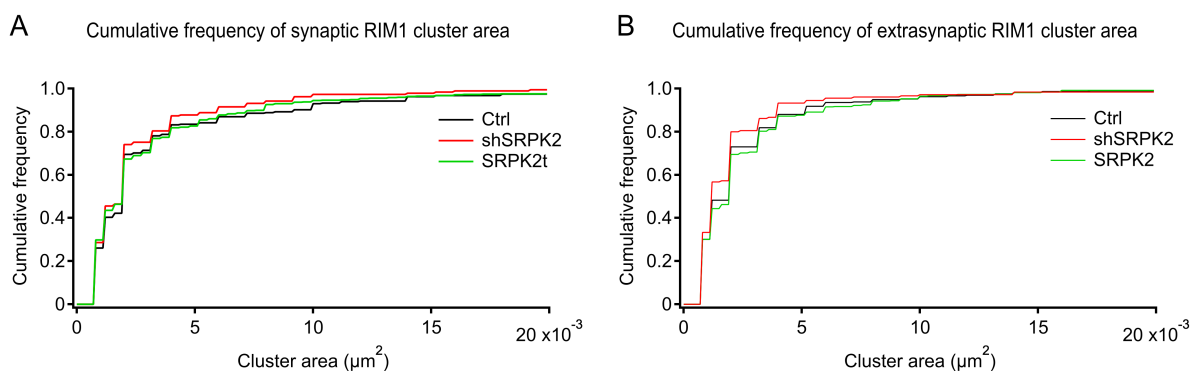 A
Cumulative frequency of synaptic RIM1 cluster area
1.0
0.8
0.6
0.4
0.2
0
Cumulative frequency
Ctrl
shSRPK2
SRPK2t
0
5
10
15
20 x10⁻³
Cluster area (µm²)
B
Cumulative frequency of extrasynaptic RIM1 cluster area
1.0
0.8
0.6
0.4
0.2
0
Cumulative frequency
Ctrl
shSRPK2
SRPK2
0
5
10
15
20 x10⁻³
Cluster area (µm²)